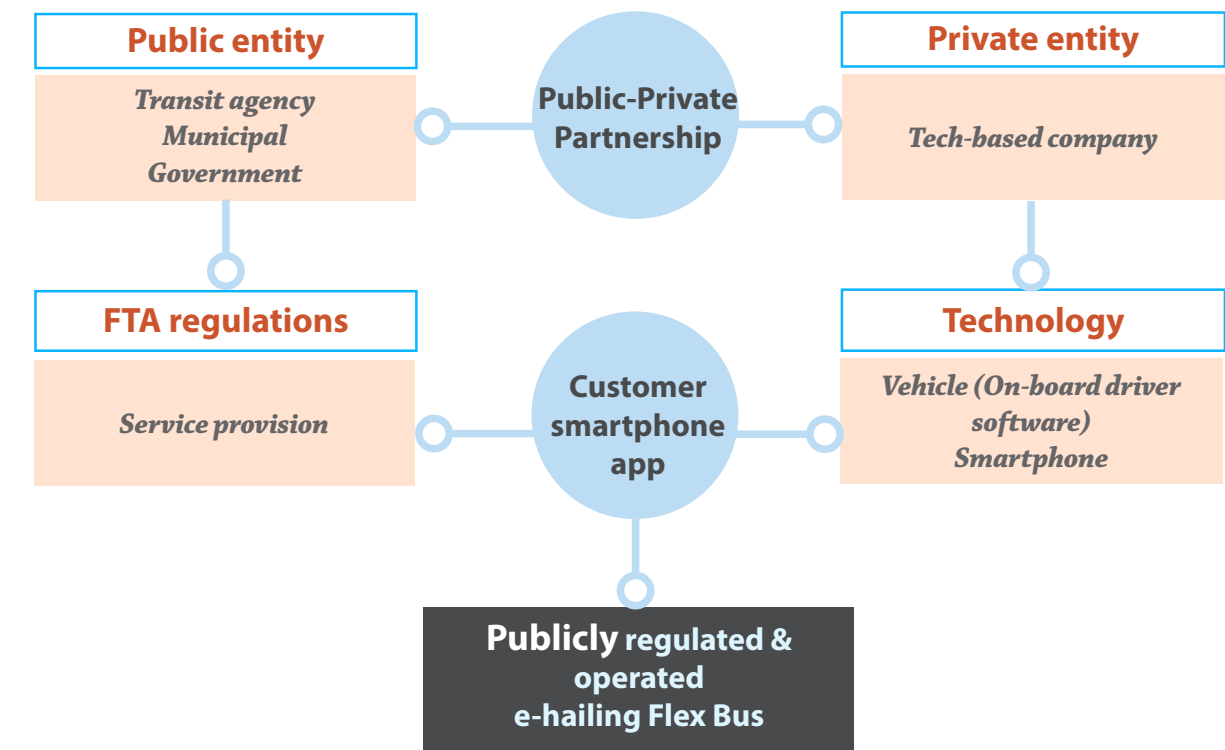 Public entity
Transit agency
Municipal
Government
Public-Private
Partnership
Private entity
Tech-based company
FTA regulations
Service provision
Customer
smartphone
app
Technology
Vehicle (On-board driver
software)
Smartphone
Publicly regulated &
operated
e-hailing Flex Bus